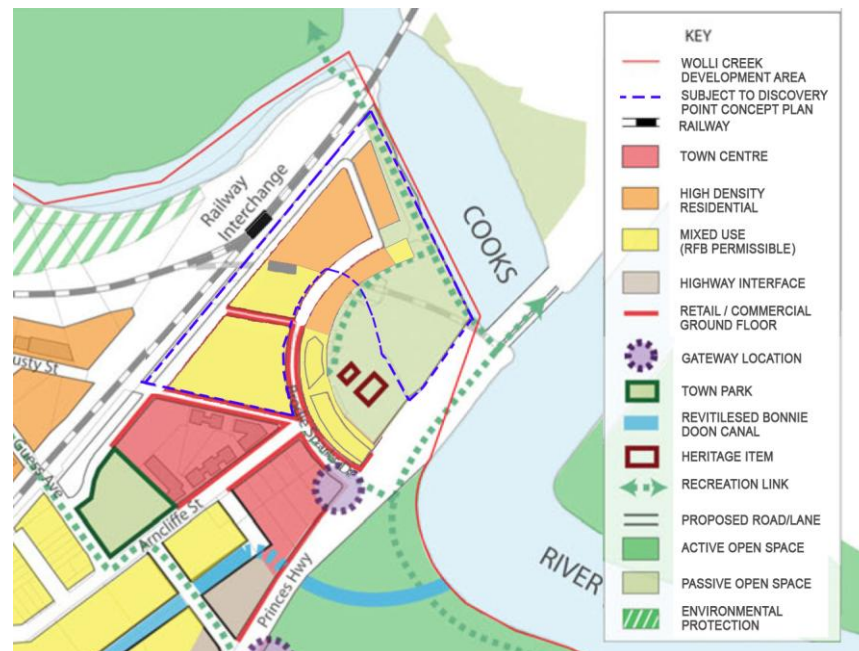 Railway
Interchange
COOKS
RIVER
usty St
Guess Ave
Arncliffe St
Princes Hwy
KEY
WOLLI CREEK
DEVELOPMENT AREA
SUBJECT TO DISCOVERY
POINT CONCEPT PLAN
RAILWAY
TOWN CENTRE
HIGH DENSITY
RESIDENTIAL
MIXED USE
(RFB PERMISSIBLE)
HIGHWAY INTERFACE
RETAIL / COMMERCIAL
GROUND FLOOR
GATEWAY LOCATION
TOWN PARK
REVITILESED BONNIE
DOON CANAL
HERITAGE ITEM
RECREATION LINK
PROPOSED ROAD/LANE
ACTIVE OPEN SPACE
PASSIVE OPEN SPACE
ENVIRONMENTAL
PROTECTION